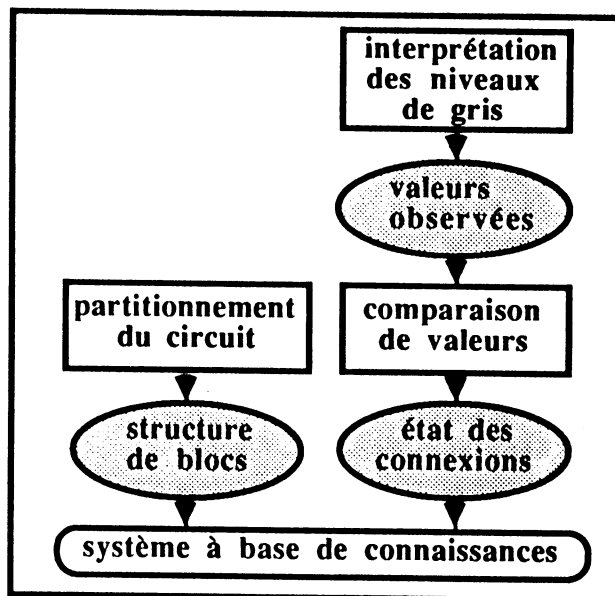 interprétation
des niveaux
de gris
valeurs
observées
partitionnement
du circuit
comparaison
de valeurs
structure
de blocs
état des
connexions
système à base de connaissances